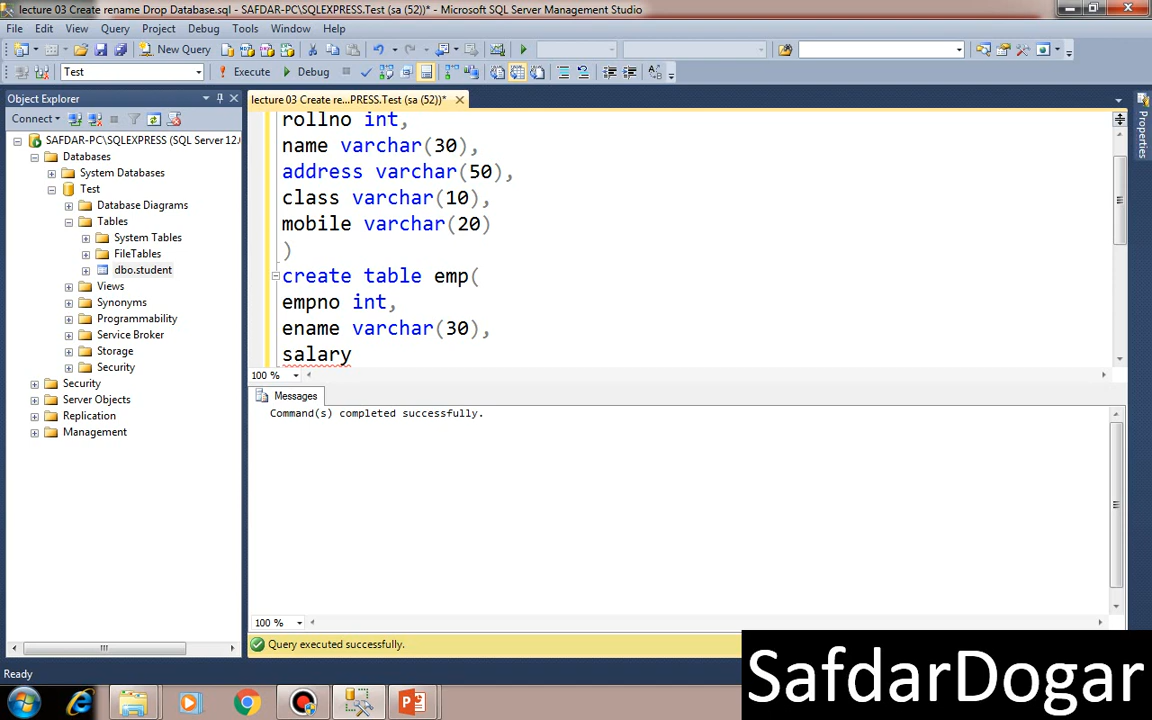 lecture 03 Create rename Drop Database.sql - SAFDAR-PC\SQLEXPRESS.Test (sa (52))* - Microsoft SQL Server Management Studio
File Edit View Query Project Debug Tools Window Help
New Query
Test Execute Debug
Object Explorer
Connect
SAFDAR-PC\SQLEXPRESS (SQL Server 12.
Databases
System Databases
Test
Database Diagrams
Tables
System Tables
FileTables
dbo.student
Views
Synonyms
Programmability
Service Broker
Storage
Security
Security
Server Objects
Replication
Management
lecture 03 Create re...PRESS.Test (sa (52))*
rollno int,
name varchar(30),
address varchar(50),
class varchar(10),
mobile varchar(20)
)
create table emp(
empno int,
ename varchar(30),
salary
100 %
Messages
Command(s) completed successfully.
100 %
Query executed successfully.
Properties
Ready
SafdarDogar